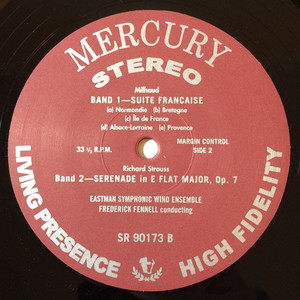 MERCURY
STEREO
Milhaud
BAND 1—SUITE FRANCAISE
(a) Normandie (b) Bretagne
(c) Île de France
(d) Alsace-Lorraine (e) Provence
33 ⅓ R.P.M.
MARGIN CONTROL
SIDE 2
Richard Strauss
Band 2—SERENADE in E FLAT MAJOR, Op. 7
EASTMAN SYMPHONIC WIND ENSEMBLE
FREDERICK FENNELL conducting
SR 90173 B
LIVING PRESENCE
HIGH FIDELITY